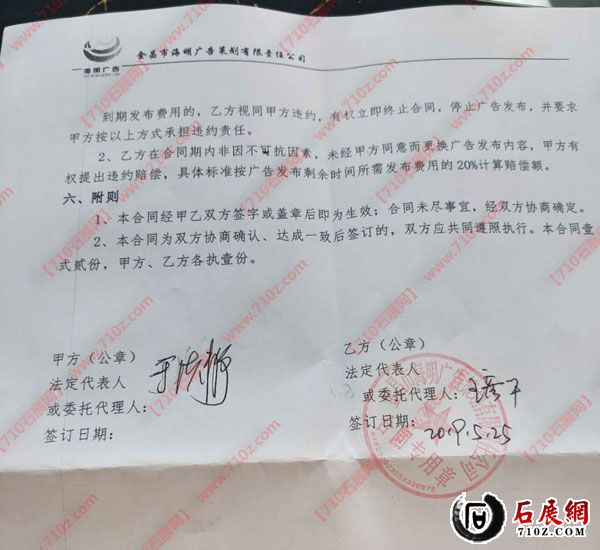 海明广告
金昌市海明广告策划有限责任公司
到期发布费用的，乙方视同甲方违约，有权立即终止合同，停止广告发布，并要求
甲方按以上方式承担违约责任。
2、乙方在合同期内非因不可抗因素，未经甲方同意而更换广告发布内容，甲方有
权提出违约赔偿，具体标准按广告发布剩余时间所需发布费用的20%计算赔偿额。
六、附则
1、本合同经甲乙双方签字或盖章后即为生效；合同未尽事宜，经双方协商确定。
2、本合同为双方协商确认、达成一致后签订的，双方应共同遵照执行。本合同壹
式贰份，甲方、乙方各执壹份。
甲方（公章）
法定代表人
或委托代理人：
签订日期：
乙方（公章）
法定代表人
或委托代理人：
签订日期：2019.5.25
合同专用章
【710石展网】
http://www.710z.com
石展網
710Z.COM